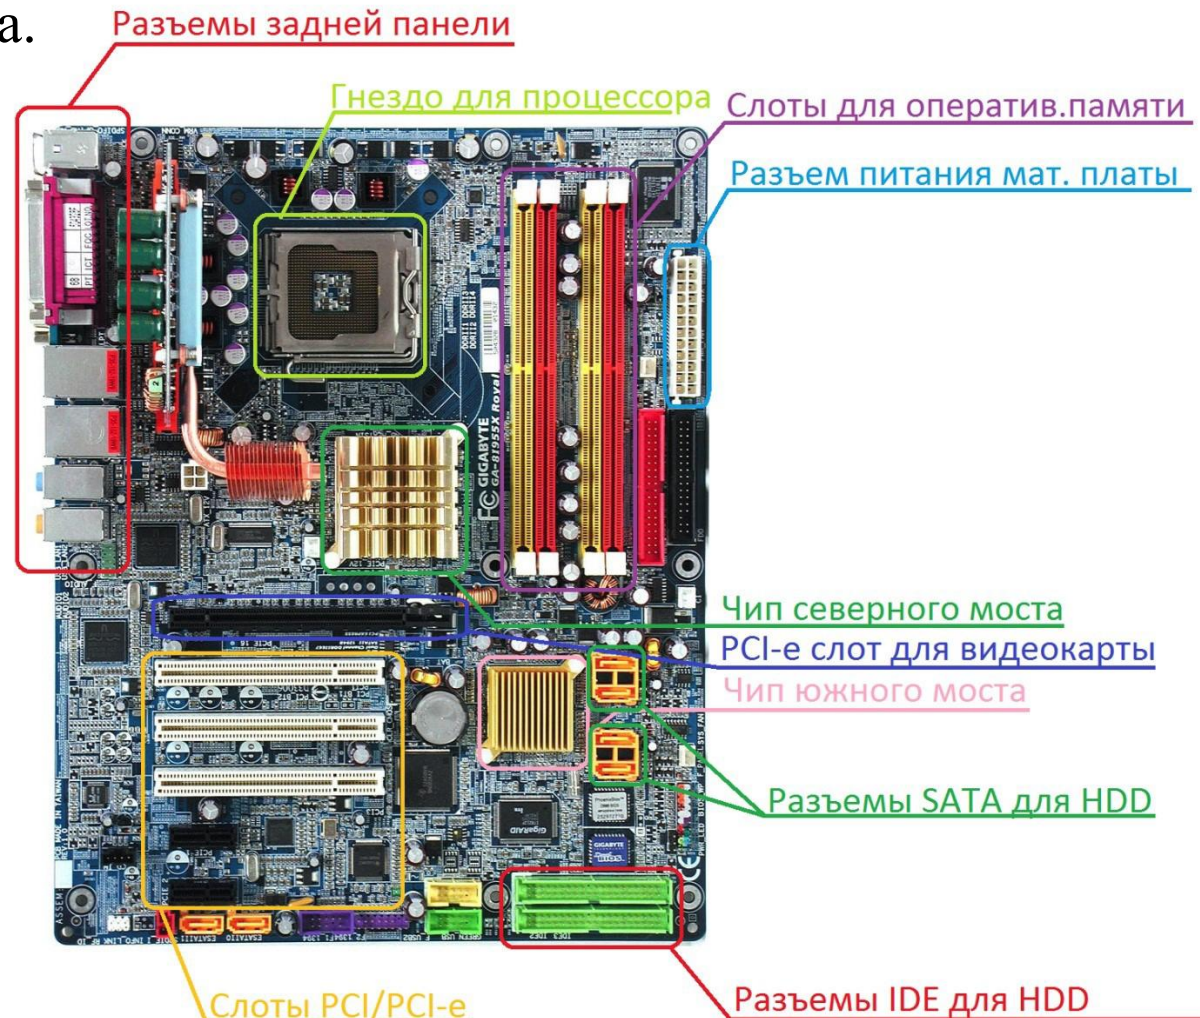 а.
Разъемы задней панели
Гнездо для процессора
Слоты для оператив.памяти
Разъем питания мат. платы
GIGABYTE
GA-8I955X Royal
Чип северного моста
PCI-e слот для видеокарты
Чип южного моста
Разъемы SATA для HDD
GigaRAID
GIGABYTE
Слоты PCI/PCI-e
Разъемы IDE для HDD